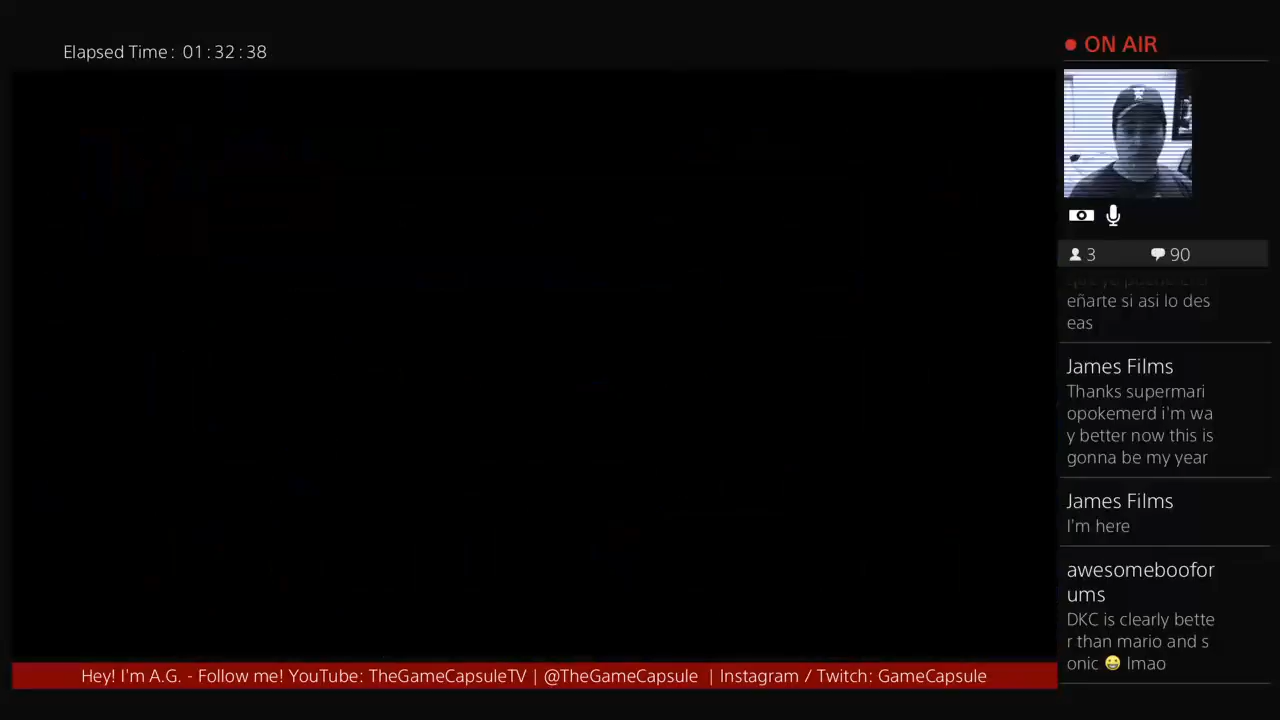 Elapsed Time: 01:32:38
ON AIR
3 90
eñarte si asi lo des
eas
James Films
Thanks supermari
opokemerd i'm wa
y better now this is
gonna be my year
James Films
I'm here
awesomeboofor
ums
DKC is clearly bette
r than mario and s
onic 😀 lmao
Hey! I'm A.G. - Follow me! YouTube: TheGameCapsuleTV | @TheGameCapsule | Instagram / Twitch: GameCapsule